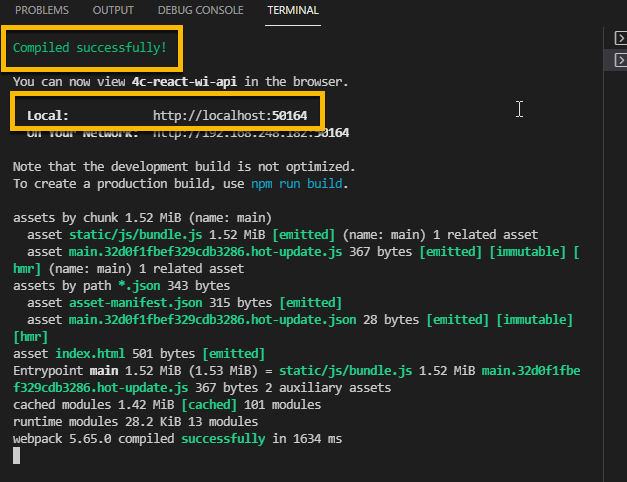 PROBLEMS OUTPUT DEBUG CONSOLE TERMINAL
Compiled successfully!
You can now view 4c-react-wi-api in the browser.
Local: http://localhost:50164
On Your Network: http://192.168.248.182:50164
Note that the development build is not optimized.
To create a production build, use npm run build.
assets by chunk 1.52 MiB (name: main)
asset static/js/bundle.js 1.52 MiB [emitted] (name: main) 1 related asset
asset main.32d0f1fbef329cdb3286.hot-update.js 367 bytes [emitted] [immutable] [
hmr] (name: main) 1 related asset
assets by path *.json 343 bytes
asset asset-manifest.json 315 bytes [emitted]
asset main.32d0f1fbef329cdb3286.hot-update.json 28 bytes [emitted] [immutable]
[hmr]
asset index.html 501 bytes [emitted]
Entrypoint main 1.52 MiB (1.53 MiB) = static/js/bundle.js 1.52 MiB main.32d0f1fbe
f329cdb3286.hot-update.js 367 bytes 2 auxiliary assets
cached modules 1.42 MiB [cached] 101 modules
runtime modules 28.2 KiB 13 modules
webpack 5.65.0 compiled successfully in 1634 ms